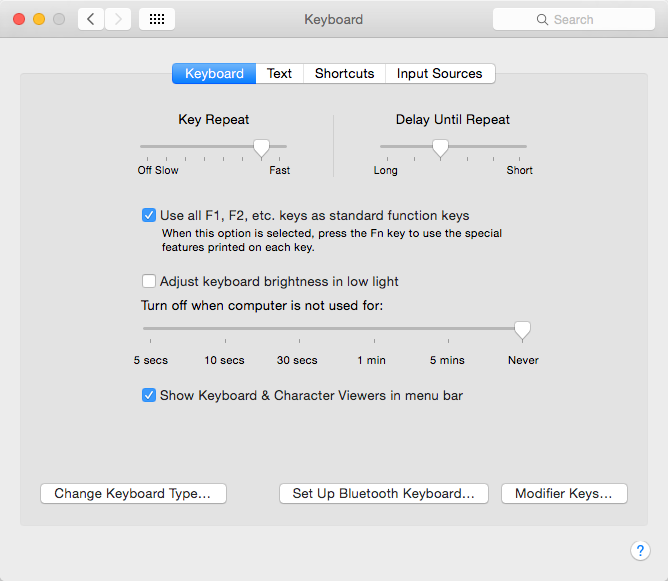 Keyboard
Search
Keyboard Text Shortcuts Input Sources
Key Repeat
Delay Until Repeat
Off Slow Fast
Long Short
Use all F1, F2, etc. keys as standard function keys
When this option is selected, press the Fn key to use the special
features printed on each key.
Adjust keyboard brightness in low light
Turn off when computer is not used for:
5 secs 10 secs 30 secs 1 min 5 mins Never
Show Keyboard & Character Viewers in menu bar
Change Keyboard Type... Set Up Bluetooth Keyboard... Modifier Keys...
?